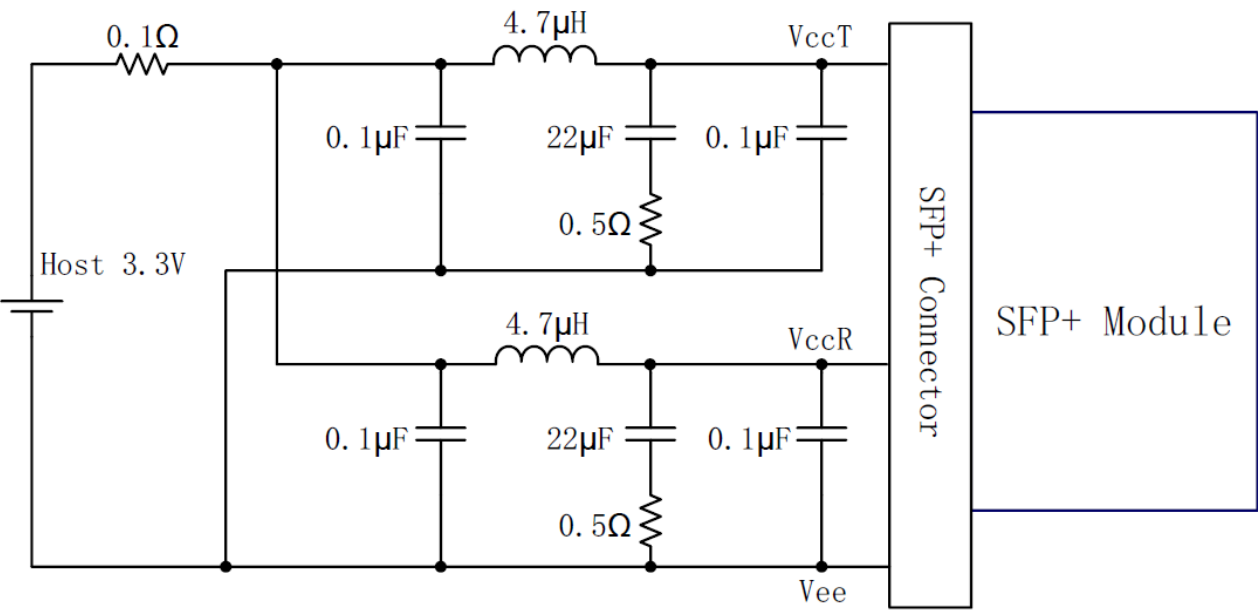 0.1Ω
4.7μH
VccT
0.1μF
22μF
0.1μF
0.5Ω
Host 3.3V
4.7μH
VccR
0.1μF
22μF
0.1μF
0.5Ω
Vee
SFP+ Connector
SFP+ Module